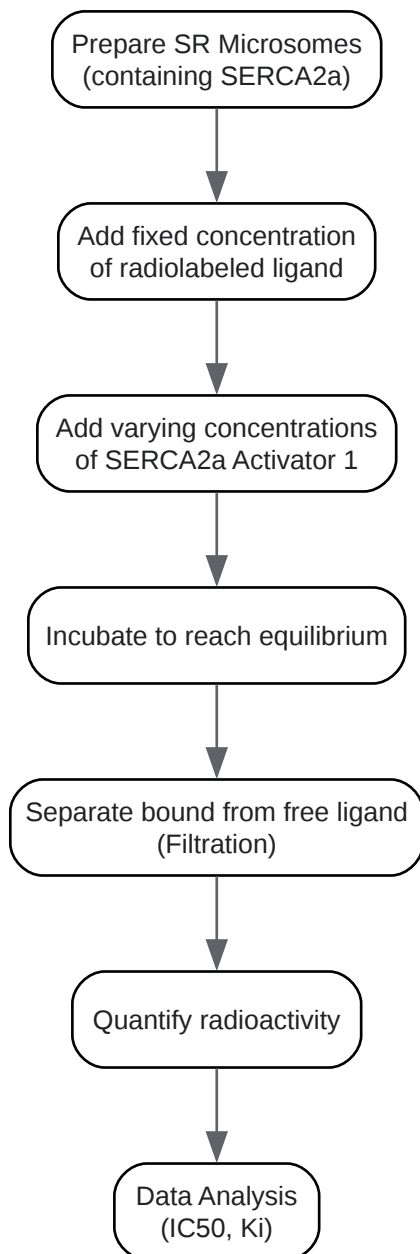 Prepare SR Microsomes
(containing SERCA2a)
Add fixed concentration
of radiolabeled ligand
Add varying concentrations
of SERCA2a Activator 1
Incubate to reach equilibrium
Separate bound from free ligand
(Filtration)
Quantify radioactivity
Data Analysis
(IC50, Ki)